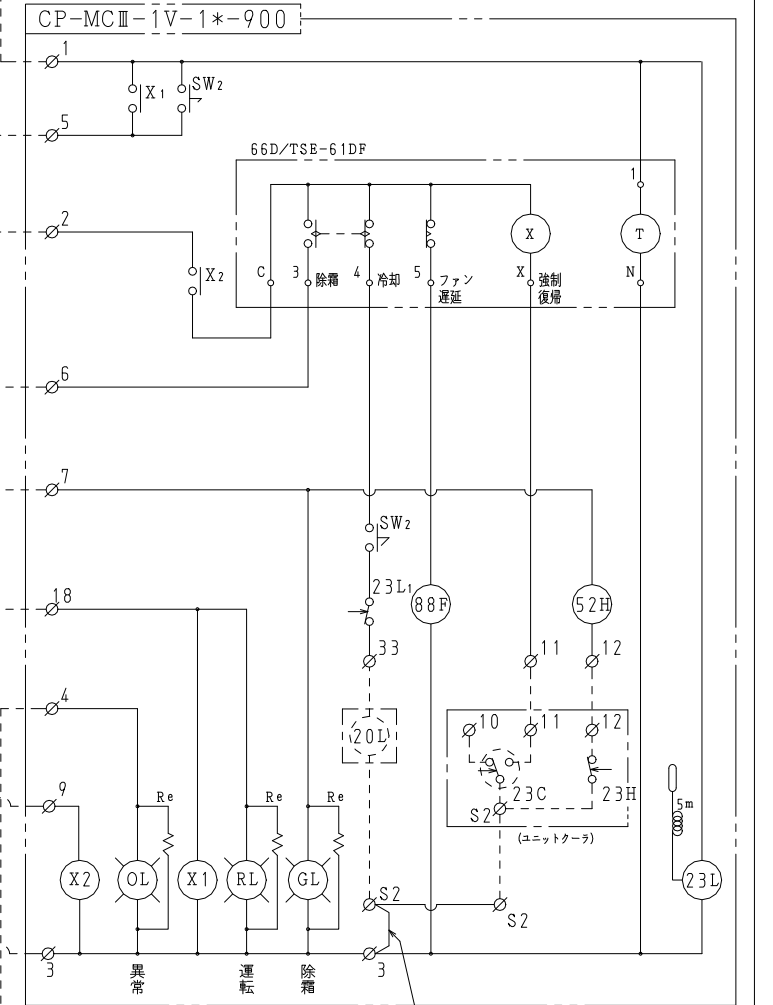 CP-MCⅢ-1V-1*-900
1
X1
SW2
5
66D/TSE-61DF
1
2
X
T
X2
C
3
除霜
4
冷却
5
ファン
遅延
X
強制
復帰
N
6
7
SW2
23L1
88F
52H
18
33
11
12
4
10
11
12
20L
9
Re
Re
Re
23C
23H
S2
5m
(ユニットクーラ)
X2
OL
X1
RL
GL
23L
S2
S2
3
3
異常
運転
除霜